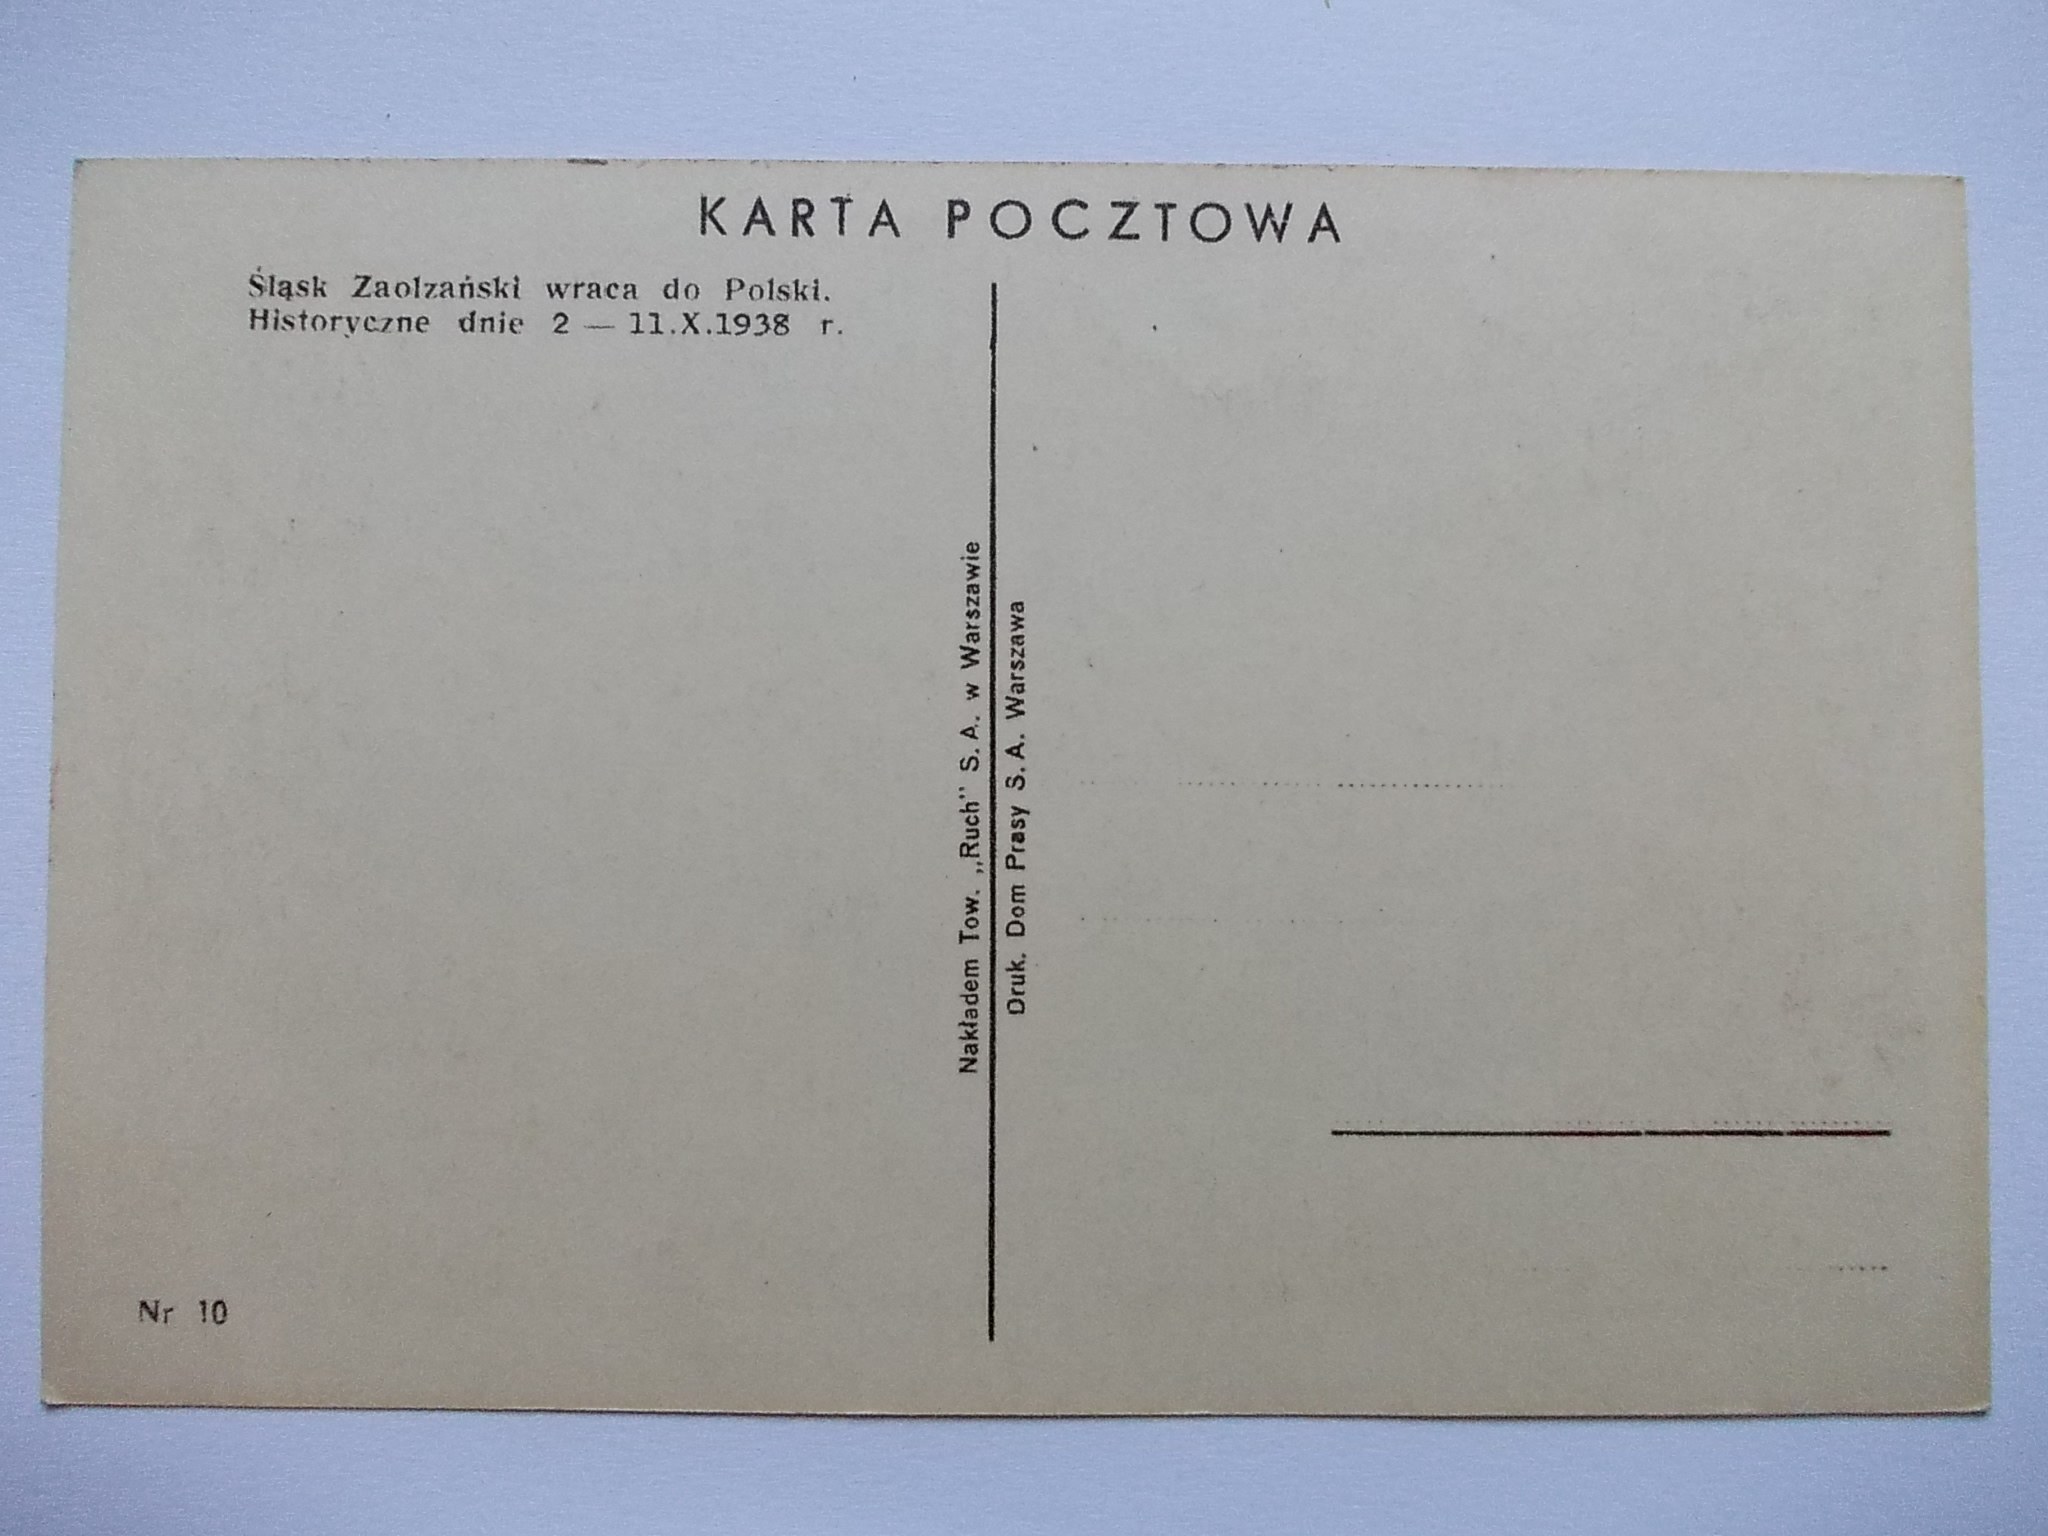 KARTA POCZTOWA
Śląsk Zaolzański wraca do Polski.
Historyczne dnie 2 — 11.X.1938 r.
Nakładem Tow. „Ruch" S. A. w Warszawie
Druk. Dom Prasy S. A. Warszawa
Nr 10